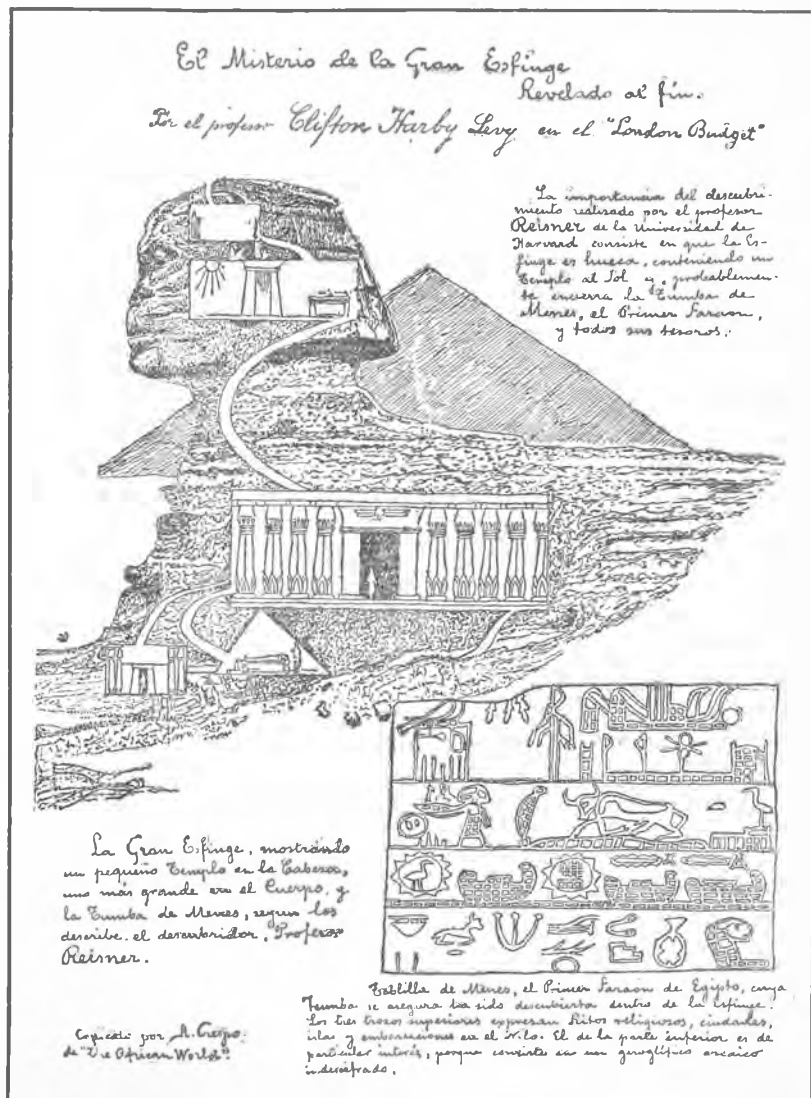 El Misterio de la Gran Esfinge
Revelado al fín.
Por el profesor Clifton Harby Levy en el "London Budget"
La importancia del descubri-
miento realizado por el profesor
Reisner de la Universidad de
Harvard consiste en que la Es-
finge es hueca, conteniendo un
Templo al Sol y, probablemen-
te encierra la Tumba de
Menes, el Primer Faraon,
y todos sus tesoros.
La Gran Esfinge, mostrando
un pequeño Templo en la Cabeza,
uno más grande en el Cuerpo, y
la Tumba de Menes, segun los
describe el descubridor, Profesor
Reisner.
Tablilla de Menes, el Primer Faraon de Egipto, cuya
Tumba se asegura ha sido descubierta dentro de la esfinge.
Los tres trozos superiores expresan Ritos religiosos, ciudades,
islas y embarcaciones en el Nilo. El de la parte inferior es de
particular interés, porque consiste en un geroglífico arcaico
indescifrado.
Copiado por A. Crespo.
de "The African World".